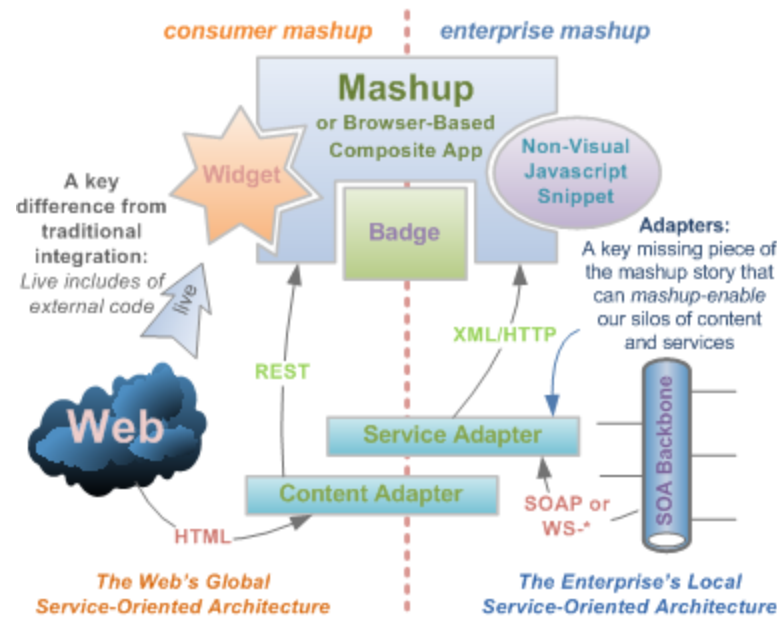 consumer mashup
enterprise mashup
Mashup
or Browser-Based
Composite App
Widget
Non-Visual
Javascript
Snippet
Badge
A key
difference from
traditional
integration:
Live includes of
external code
live
Adapters:
A key missing piece of
the mashup story that
can mashup-enable
our silos of content
and services
REST
XML/HTTP
Web
Service Adapter
Content Adapter
SOA Backbone
SOAP or
WS-*
HTML
The Web's Global
Service-Oriented Architecture
The Enterprise's Local
Service-Oriented Architecture